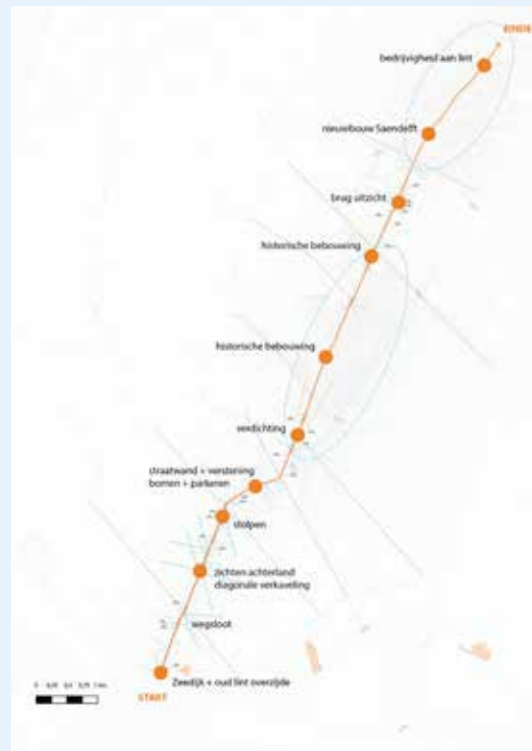 EINDE
bedrijvigheid aan lint
nieuwbouw Saendelft
brug uitzicht
historische bebouwing
historische bebouwing
verdichting
straatwand + verstening
bomen + parkeren
stolpen
zichten achterland
diagonale verkaveling
wegsloot
Zeedijk + oud lint overzijde
START